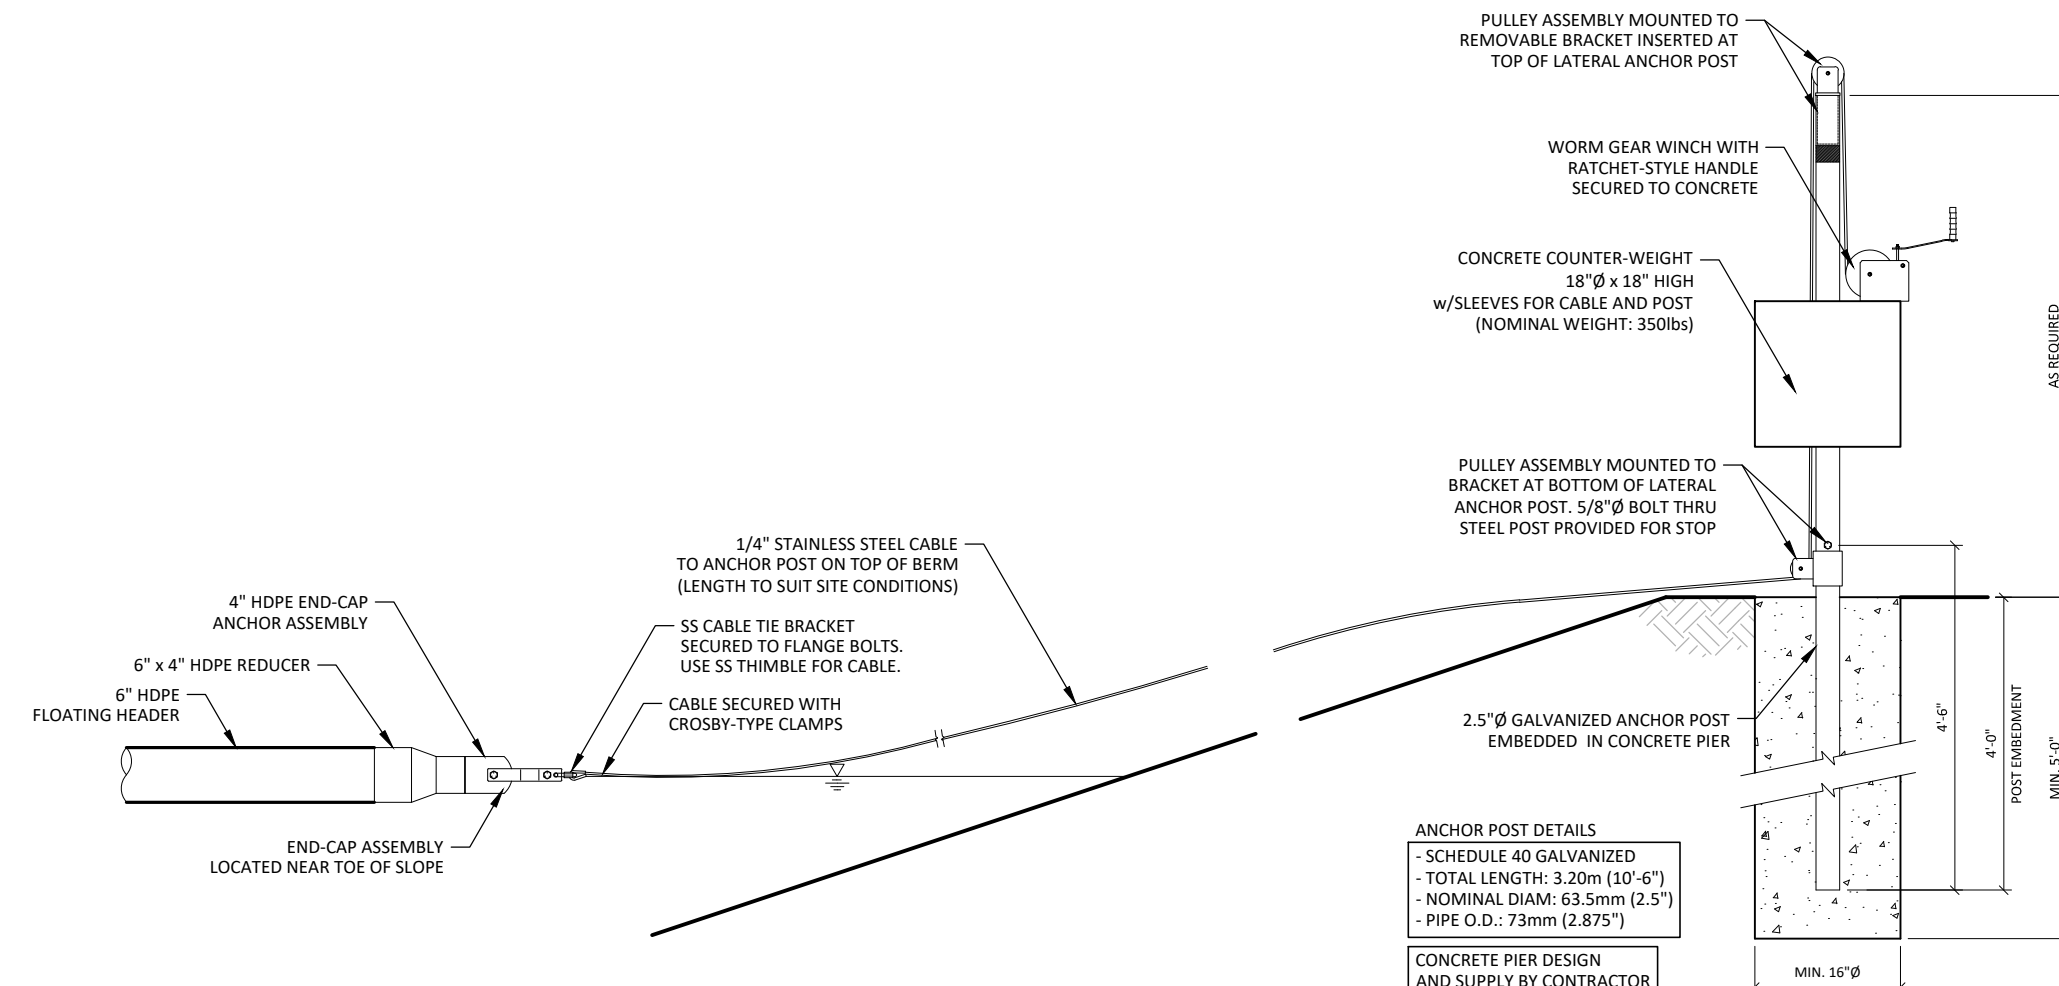 PULLEY ASSEMBLY MOUNTED TO
REMOVABLE BRACKET INSERTED AT
TOP OF LATERAL ANCHOR POST
WORM GEAR WINCH WITH
RATCHET-STYLE HANDLE
SECURED TO CONCRETE
CONCRETE COUNTER-WEIGHT
18"Ø x 18" HIGH
w/SLEEVES FOR CABLE AND POST
(NOMINAL WEIGHT: 350lbs)
AS REQUIRED
PULLEY ASSEMBLY MOUNTED TO
BRACKET AT BOTTOM OF LATERAL
ANCHOR POST. 5/8"Ø BOLT THRU
STEEL POST PROVIDED FOR STOP
1/4" STAINLESS STEEL CABLE
TO ANCHOR POST ON TOP OF BERM
(LENGTH TO SUIT SITE CONDITIONS)
4" HDPE END-CAP
ANCHOR ASSEMBLY
SS CABLE TIE BRACKET
SECURED TO FLANGE BOLTS.
USE SS THIMBLE FOR CABLE.
6" x 4" HDPE REDUCER
6" HDPE
FLOATING HEADER
CABLE SECURED WITH
CROSBY-TYPE CLAMPS
2.5"Ø GALVANIZED ANCHOR POST
EMBEDDED IN CONCRETE PIER
4'-6"
4'-0"
POST EMBEDMENT
MIN. 5'-0"
END-CAP ASSEMBLY
LOCATED NEAR TOE OF SLOPE
ANCHOR POST DETAILS
- SCHEDULE 40 GALVANIZED
- TOTAL LENGTH: 3.20m (10'-6")
- NOMINAL DIAM: 63.5mm (2.5")
- PIPE O.D.: 73mm (2.875")
CONCRETE PIER DESIGN
AND SUPPLY BY CONTRACTOR
MIN. 16"Ø